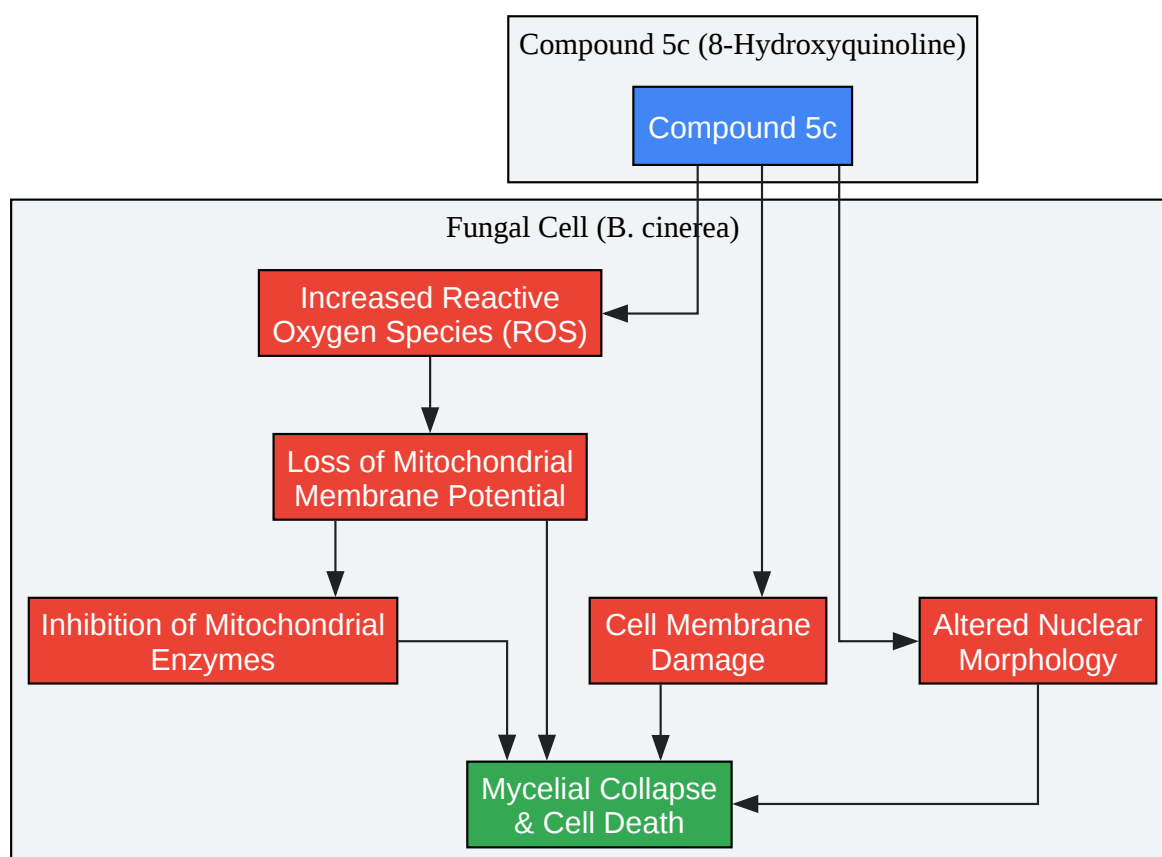 Compound 5c (8-Hydroxyquinoline)
Compound 5c
Fungal Cell (B. cinerea)
Increased Reactive
Oxygen Species (ROS)
Loss of Mitochondrial
Membrane Potential
Inhibition of Mitochondrial
Enzymes
Cell Membrane
Damage
Altered Nuclear
Morphology
Mycelial Collapse
& Cell Death